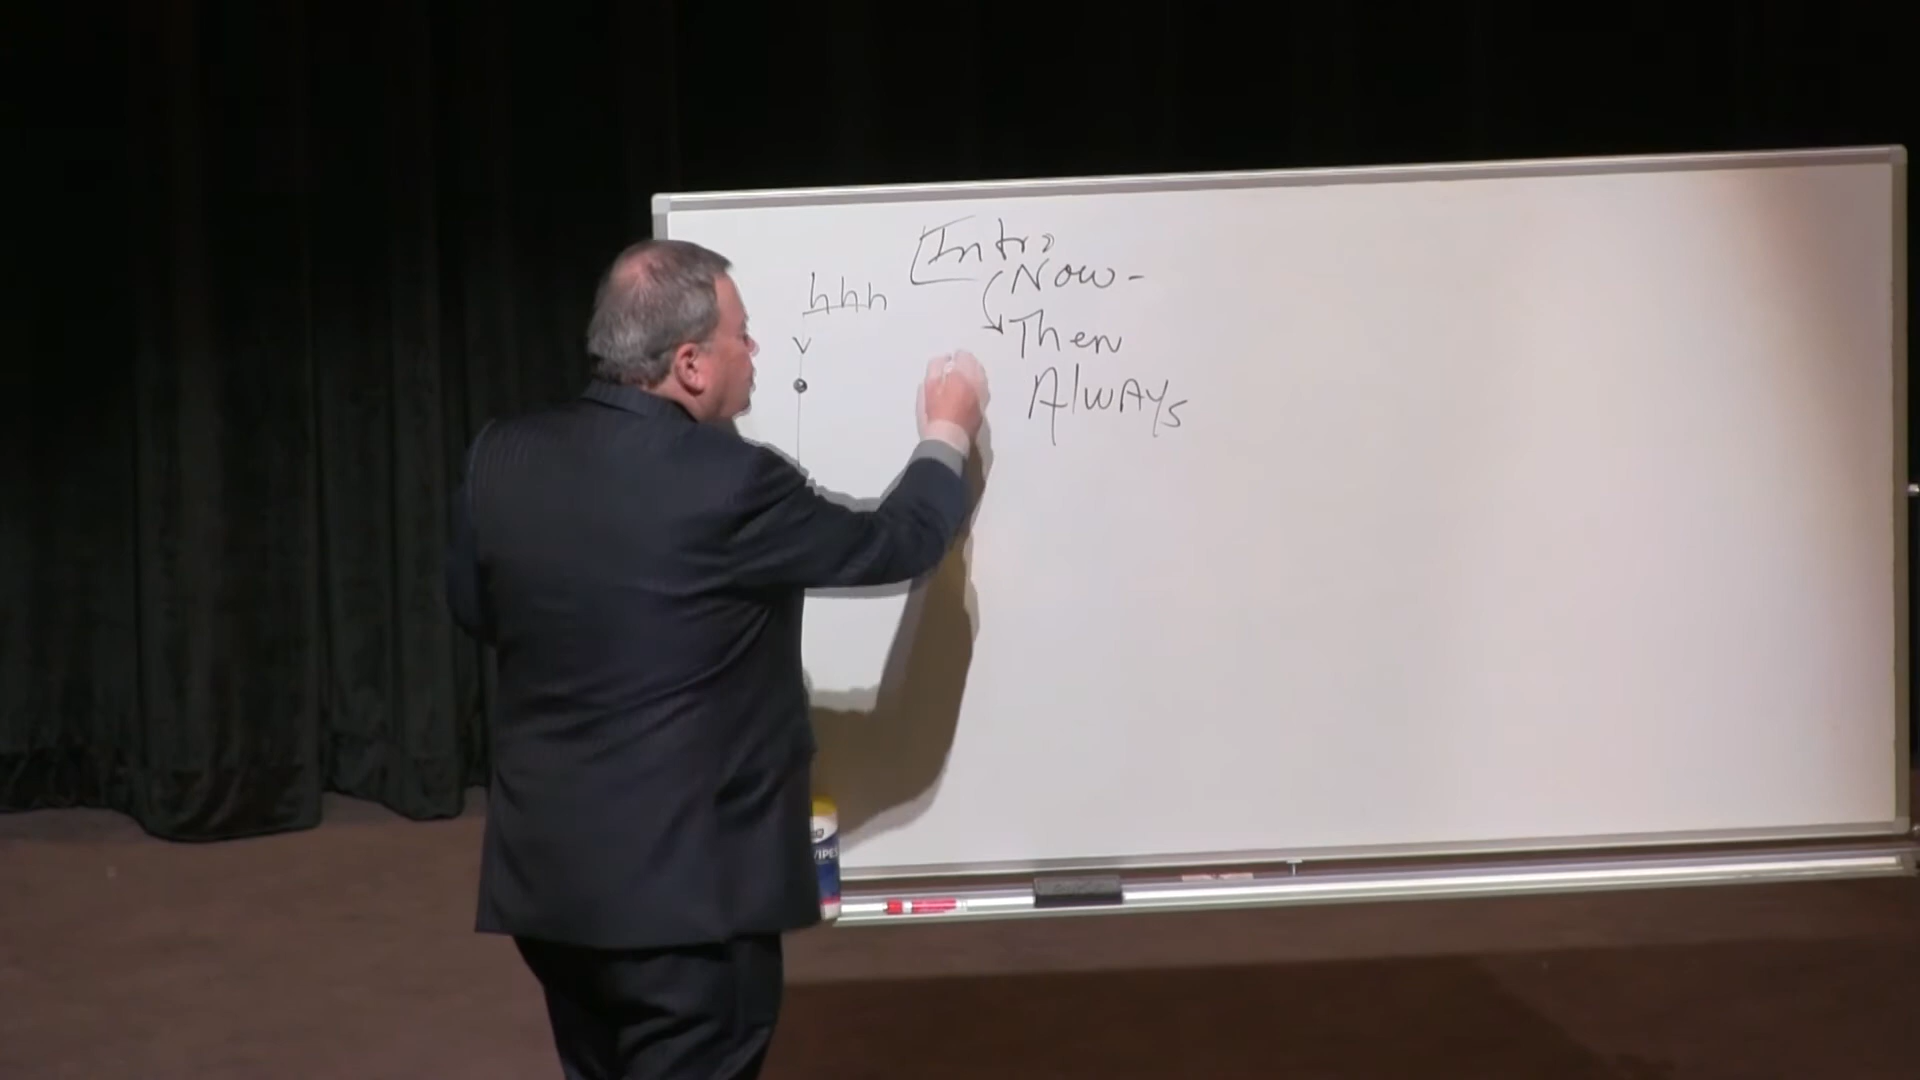 Intro
hhh
Now -
V
Then
Always